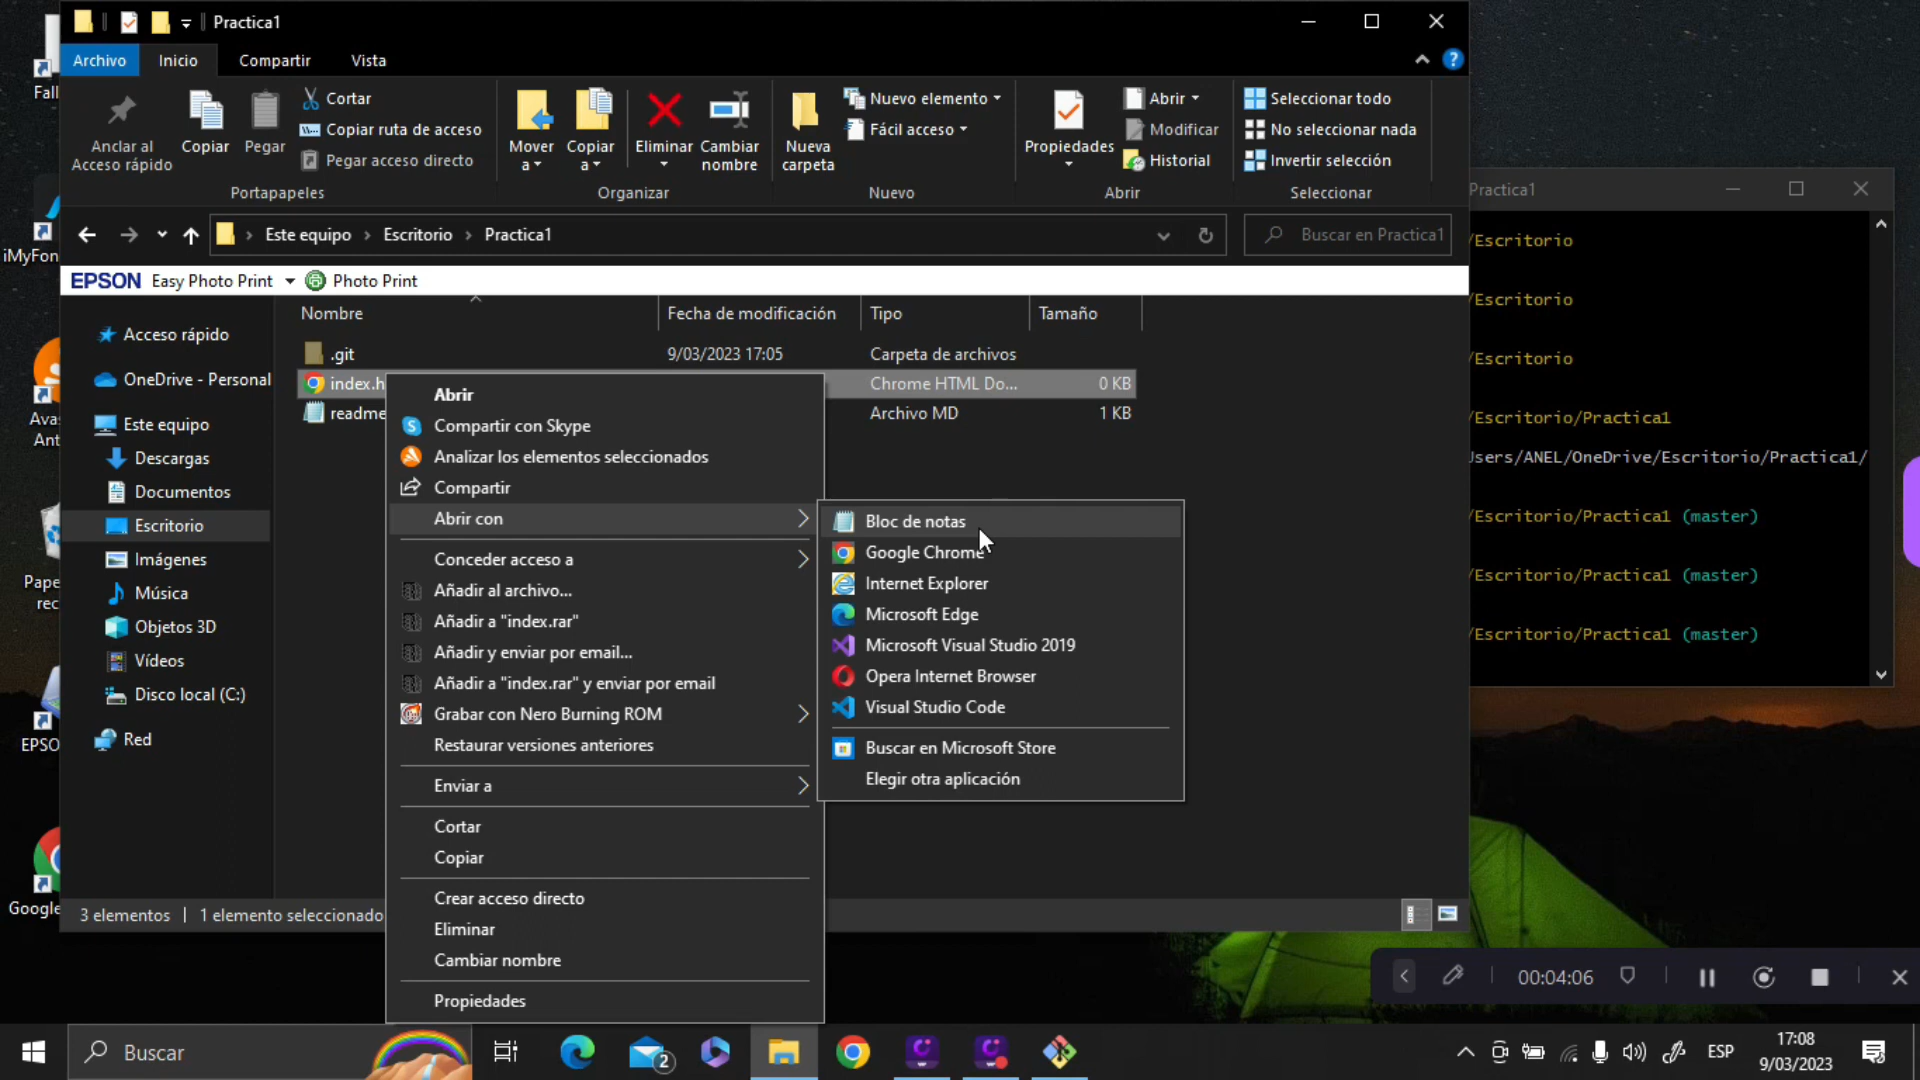 Practica1
Archivo
Inicio
Compartir
Vista
Anclar al
Acceso rápido
Copiar
Pegar
Cortar
Copiar ruta de acceso
Pegar acceso directo
Portapapeles
Mover
a
Copiar
a
Eliminar
Cambiar
nombre
Organizar
Nueva
carpeta
Nuevo elemento
Fácil acceso
Nuevo
Propiedades
Abrir
Modificar
Historial
Abrir
Seleccionar todo
No seleccionar nada
Invertir selección
Seleccionar
Este equipo
Escritorio
Practica1
Buscar en Practica1
EPSON Easy Photo Print
Photo Print
Nombre
Fecha de modificación
Tipo
Tamaño
.git
9/03/2023 17:05
Carpeta de archivos
index.h
Chrome HTML Do...
0 KB
readme
Archivo MD
1 KB
Acceso rápido
OneDrive - Personal
Este equipo
Descargas
Documentos
Escritorio
Imágenes
Música
Objetos 3D
Vídeos
Disco local (C:)
Red
3 elementos
1 elemento seleccionado
Abrir
Compartir con Skype
Analizar los elementos seleccionados
Compartir
Abrir con
Conceder acceso a
Añadir al archivo...
Añadir a "index.rar"
Añadir y enviar por email...
Añadir a "index.rar" y enviar por email
Grabar con Nero Burning ROM
Restaurar versiones anteriores
Enviar a
Cortar
Copiar
Crear acceso directo
Eliminar
Cambiar nombre
Propiedades
Bloc de notas
Google Chrome
Internet Explorer
Microsoft Edge
Microsoft Visual Studio 2019
Opera Internet Browser
Visual Studio Code
Buscar en Microsoft Store
Elegir otra aplicación
Practica1
/Escritorio
/Escritorio
/Escritorio
/Escritorio/Practica1
Users/ANEL/OneDrive/Escritorio/Practica1/
/Escritorio/Practica1 (master)
/Escritorio/Practica1 (master)
/Escritorio/Practica1 (master)
Fall
iMyFon
Avas
Ant
Pape
rec
EPSO
Google
00:04:06
Buscar
2
ESP
17:08
9/03/2023